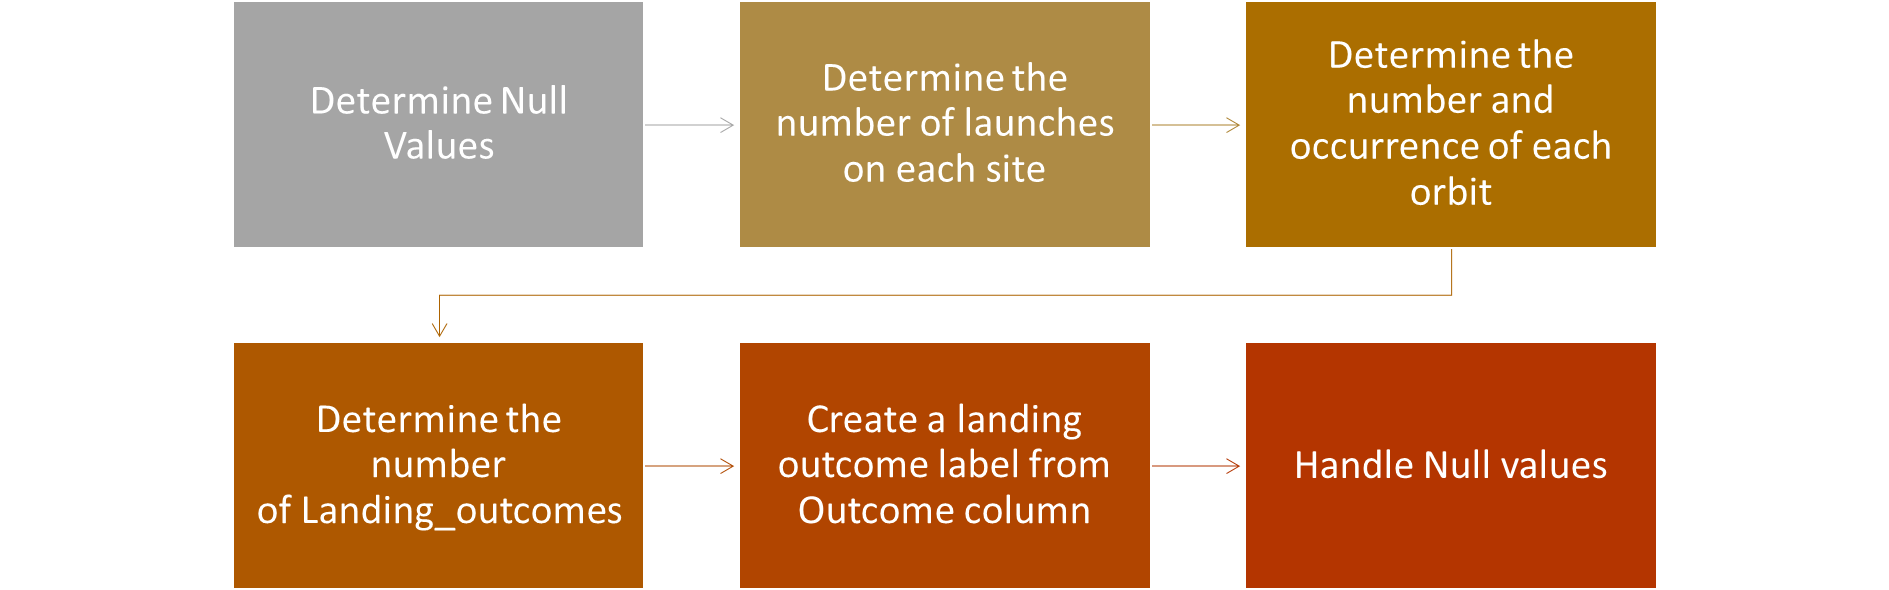 Determine Null
Values
Determine the
number of launches
on each site
Determine the
number and
occurrence of each
orbit
Determine the
number
of Landing_outcomes
Create a landing
outcome label from
Outcome column
Handle Null values